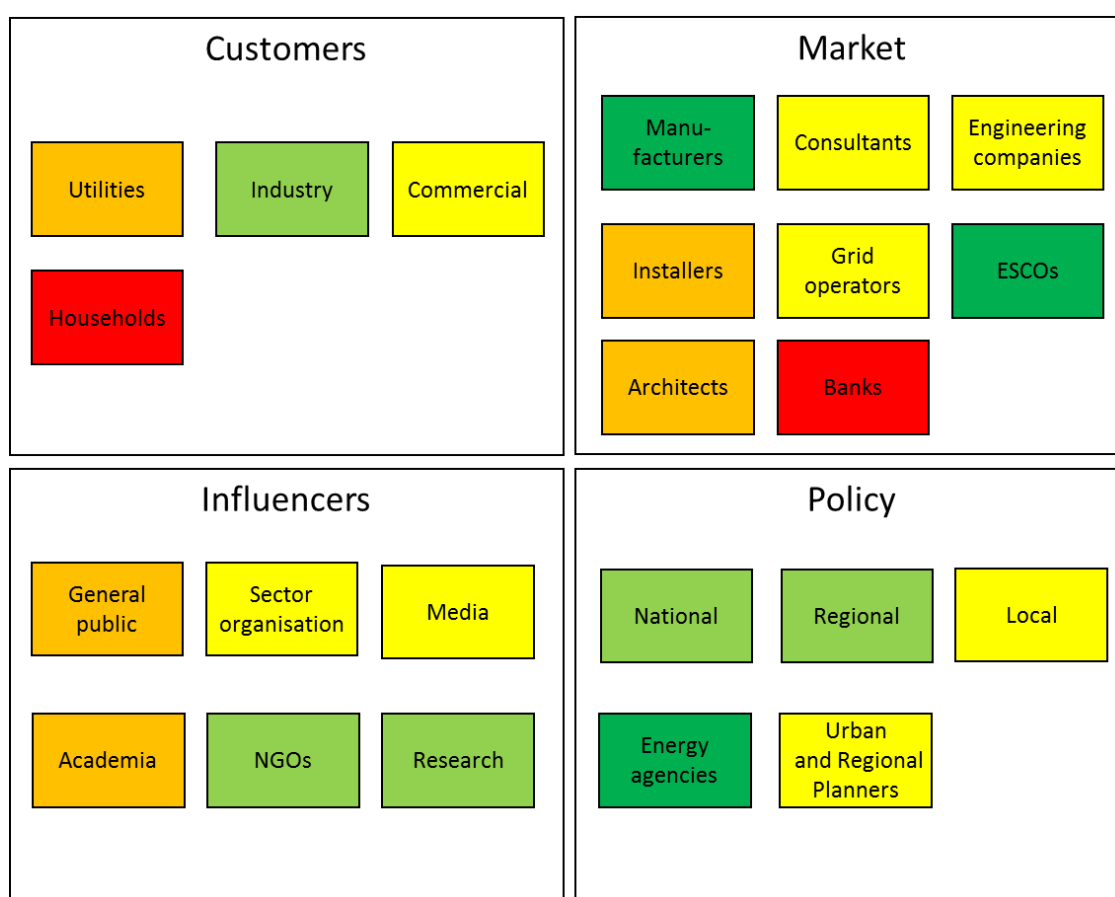 Customers
Utilities
Industry
Commercial
Households
Market
Manu-
facturers
Consultants
Engineering
companies
Installers
Grid
operators
ESCOs
Architects
Banks
Influencers
General
public
Sector
organisation
Media
Academia
NGOs
Research
Policy
National
Regional
Local
Energy
agencies
Urban
and Regional
Planners